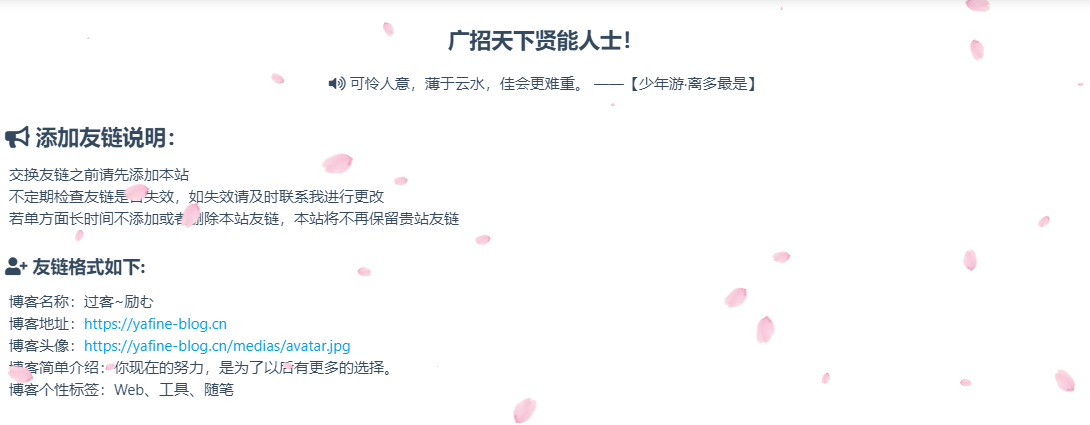 广招天下贤能人士！
可怜人意，薄于云水，佳会更难重。 ——【少年游·离多最是】
添加友链说明：
交换友链之前请先添加本站
不定期检查友链是否失效，如失效请及时联系我进行更改
若单方面长时间不添加或者删除本站友链，本站将不再保留贵站友链
友链格式如下:
博客名称：过客~励む
博客地址：https://yafine-blog.cn
博客头像：https://yafine-blog.cn/medias/avatar.jpg
博客简单介绍：你现在的努力，是为了以后有更多的选择。
博客个性标签：Web、工具、随笔